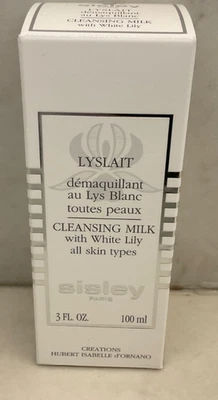 démaquillant
CLEANSING MILK
with White Lily
LYSLAIT
démaquillant
au Lys Blanc
toutes peaux
CLEANSING MILK
with White Lily
all skin types
sisley
PARIS
3 FL. OZ. 100 ml
CREATIONS
HUBERT ISABELLE d'ORNANO